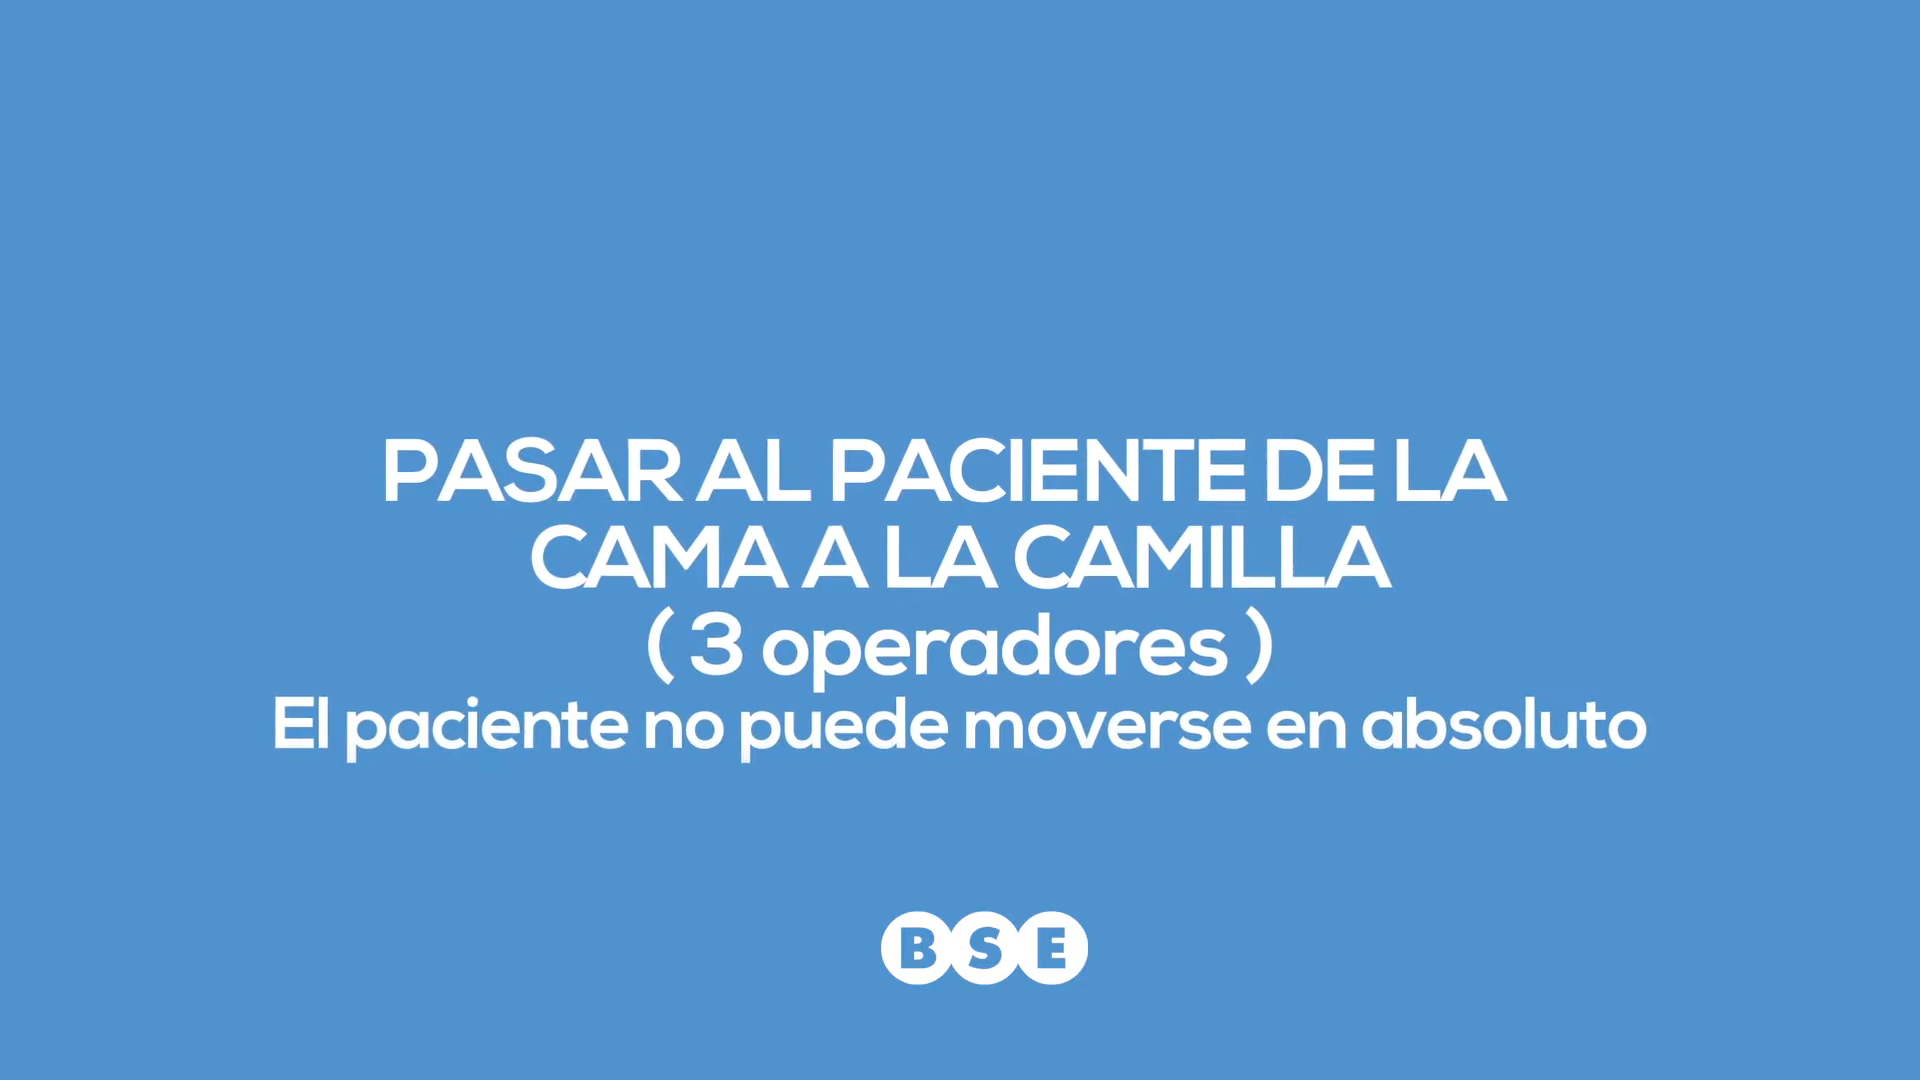 PASAR AL PACIENTE DE LA
CAMA A LA CAMILLA
( 3 operadores )
El paciente no puede moverse en absoluto
BSE